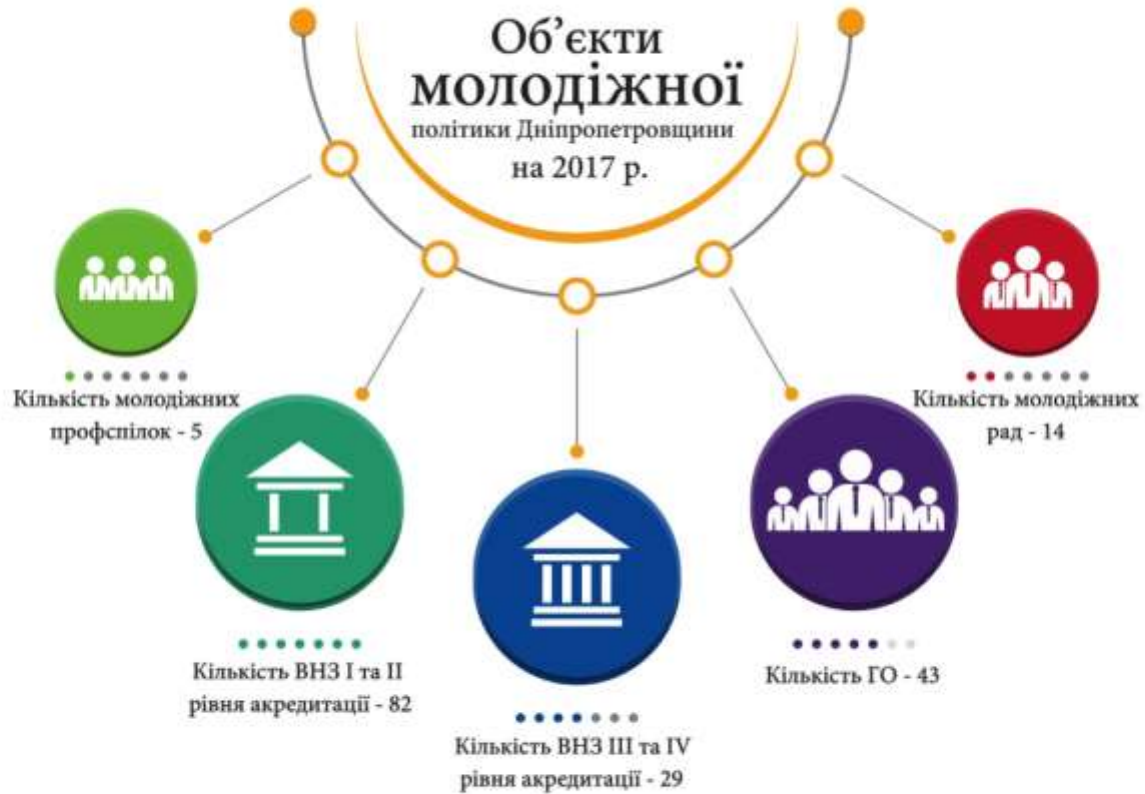 Об’єкти
молодіжної
політики Дніпропетровщини
на 2017 р.
Кількість молодіжних
профспілок - 5
Кількість ВНЗ І та ІІ
рівня акредитації - 82
Кількість ВНЗ ІІІ та IV
рівня акредитації - 29
Кількість ГО - 43
Кількість молодіжних
рад - 14